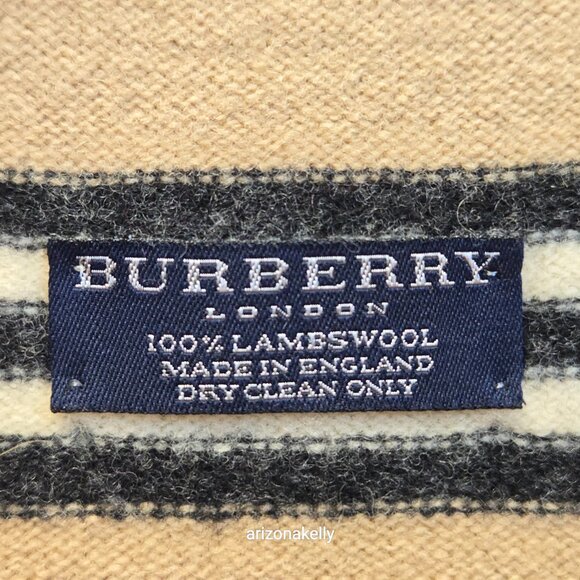 BURBERRY
LONDON
100% LAMBSWOOL
MADE IN ENGLAND
DRY CLEAN ONLY
arizonakelly